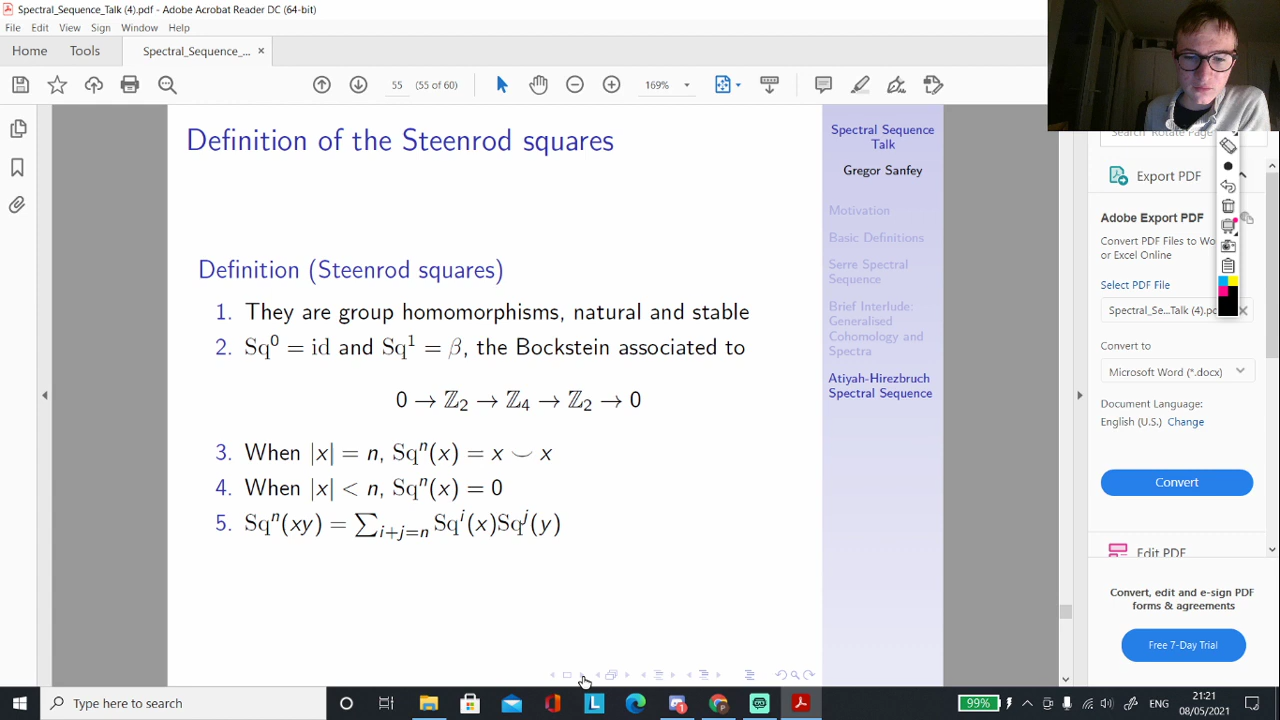 Spectral_Sequence_Talk (4).pdf - Adobe Acrobat Reader DC (64-bit)
File Edit View Sign Window Help
Home Tools Spectral_Sequence_... ×
55 (55 of 60) 169%
Definition of the Steenrod squares
Definition (Steenrod squares)
1. They are group homomorphisms, natural and stable
2. Sq⁰ = id and Sq¹ = β, the Bockstein associated to
0 → ℤ₂ → ℤ₄ → ℤ₂ → 0
3. When |x| = n, Sqⁿ(x) = x ⌣ x
4. When |x| < n, Sqⁿ(x) = 0
5. Sqⁿ(xy) = ∑ᵢ₊ⱼ₌ₙ Sqⁱ(x)Sqʲ(y)
Spectral Sequence
Talk
Gregor Sanfey
Motivation
Basic Definitions
Serre Spectral
Sequence
Brief Interlude:
Generalised
Cohomology and
Spectra
Atiyah-Hirezbruch
Spectral Sequence
Search 'Rotate Page'
Export PDF
Adobe Export PDF
Convert PDF Files to Wo
or Excel Online
Select PDF File
Spectral_Se...Talk (4).pdf
Convert to
Microsoft Word (*.docx)
Document Language:
English (U.S.) Change
Convert
Edit PDF
Convert, edit and e-sign PDF
forms & agreements
Free 7-Day Trial
Type here to search
99% ENG
21:21
08/05/2021